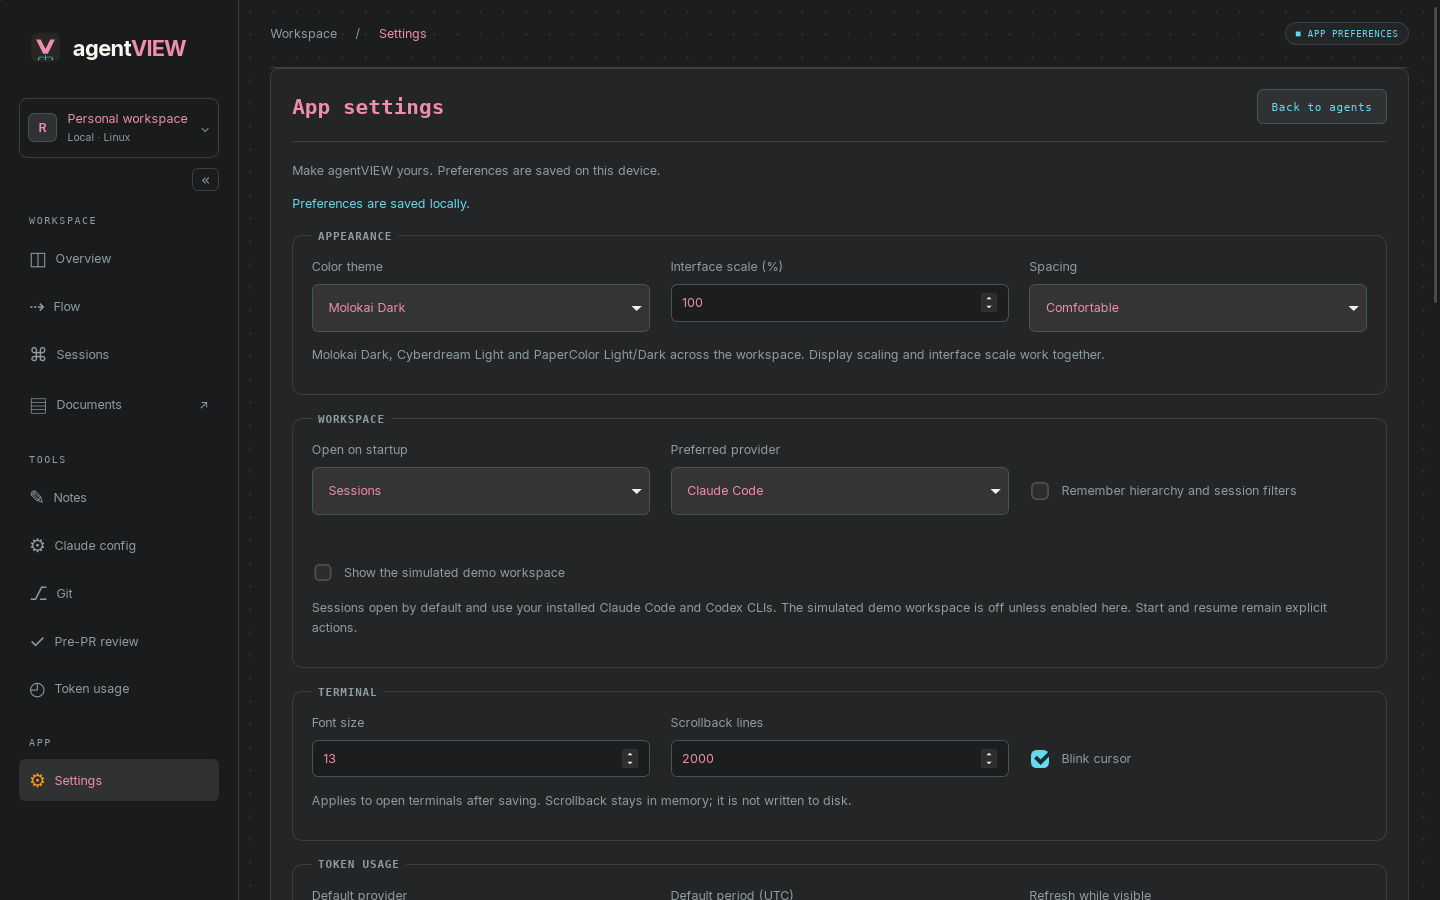 agentVIEW
R
Personal workspace
Local · Linux
«
WORKSPACE
Overview
Flow
Sessions
Documents
TOOLS
Notes
Claude config
Git
Pre-PR review
Token usage
APP
Settings
Workspace / Settings
APP PREFERENCES
App settings
Back to agents
Make agentVIEW yours. Preferences are saved on this device.
Preferences are saved locally.
APPEARANCE
Color theme
Interface scale (%)
Spacing
Molokai Dark
100
Comfortable
Molokai Dark, Cyberdream Light and PaperColor Light/Dark across the workspace. Display scaling and interface scale work together.
WORKSPACE
Open on startup
Preferred provider
Sessions
Claude Code
Remember hierarchy and session filters
Show the simulated demo workspace
Sessions open by default and use your installed Claude Code and Codex CLIs. The simulated demo workspace is off unless enabled here. Start and resume remain explicit
actions.
TERMINAL
Font size
Scrollback lines
13
2000
Blink cursor
Applies to open terminals after saving. Scrollback stays in memory; it is not written to disk.
TOKEN USAGE
Default provider
Default period (UTC)
Refresh while visible